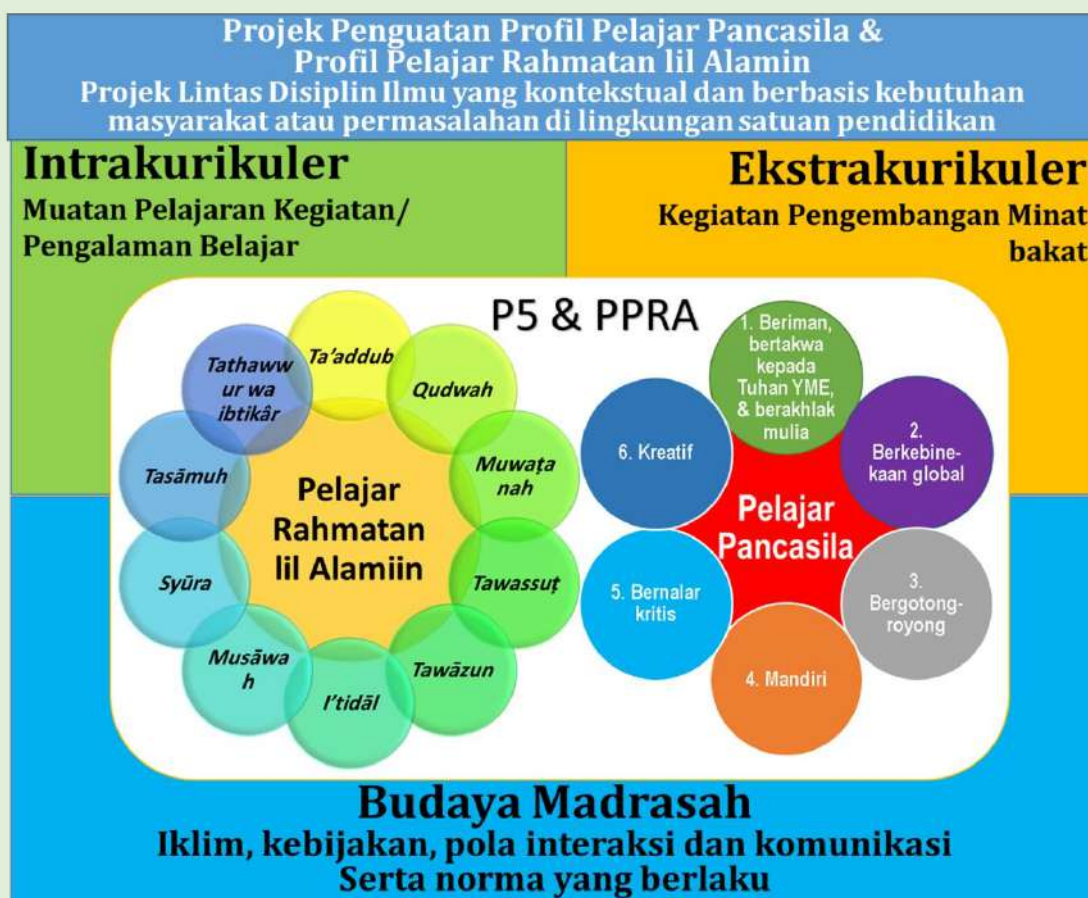 Projek Penguatan Profil Pelajar Pancasila &
Profil Pelajar Rahmatan lil Alamin
Projek Lintas Disiplin Ilmu yang kontekstual dan berbasis kebutuhan
masyarakat atau permasalahan di lingkungan satuan pendidikan
Intrakurikuler
Muatan Pelajaran Kegiatan/
Pengalaman Belajar
Ekstrakurikuler
Kegiatan Pengembangan Minat
bakat
P5 & PPRA
Ta'addub
Qudwah
Muwaṭa
nah
Tawassuṭ
Tawāzun
I'tidāl
Musāwa
h
Syūra
Tasāmuh
Tathaww
ur wa
ibtikâr
Pelajar
Rahmatan
lil Alamiin
1. Beriman,
bertakwa
kepada
Tuhan YME,
& berakhlak
mulia
2.
Berkebine-
kaan global
3.
Bergotong-
royong
4. Mandiri
5. Bernalar
kritis
6. Kreatif
Pelajar
Pancasila
Budaya Madrasah
Iklim, kebijakan, pola interaksi dan komunikasi
Serta norma yang berlaku